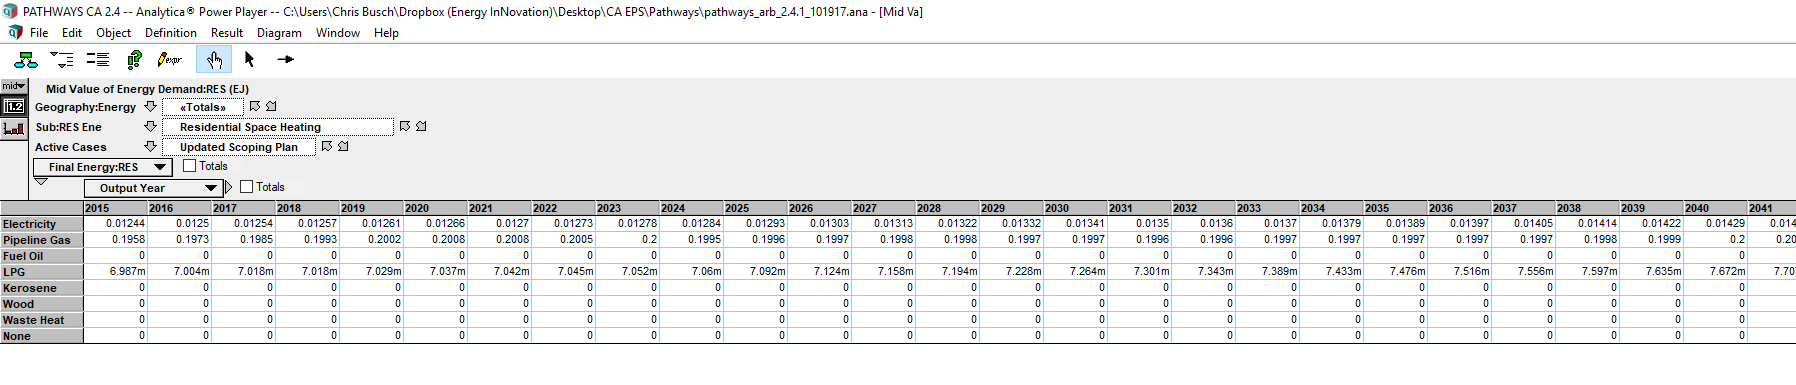 PATHWAYS CA 2.4 -- Analytica® Power Player -- C:\Users\Chris Busch\Dropbox (Energy InNovation)\Desktop\CA EPS\Pathways\pathways_arb_2.4.1_101917.ana - [Mid Va]
File Edit Object Definition Result Diagram Window Help
expr
mid
Mid Value of Energy Demand:RES (EJ)
1.2 Geography:Energy «Totals»
Sub:RES Ene Residential Space Heating
Active Cases Updated Scoping Plan
Final Energy:RES Totals
Output Year Totals
2015 2016 2017 2018 2019 2020 2021 2022 2023 2024 2025 2026 2027 2028 2029 2030 2031 2032 2033 2034 2035 2036 2037 2038 2039 2040 2041
Electricity 0.01244 0.0125 0.01254 0.01257 0.01261 0.01266 0.0127 0.01273 0.01278 0.01284 0.01293 0.01303 0.01313 0.01322 0.01332 0.01341 0.0135 0.0136 0.0137 0.01379 0.01389 0.01397 0.01405 0.01414 0.01422 0.01429 0.014
Pipeline Gas 0.1958 0.1973 0.1985 0.1993 0.2002 0.2008 0.2008 0.2005 0.2 0.1995 0.1996 0.1997 0.1998 0.1998 0.1997 0.1997 0.1996 0.1996 0.1997 0.1997 0.1997 0.1997 0.1997 0.1998 0.1999 0.2 0.20
Fuel Oil 0 0 0 0 0 0 0 0 0 0 0 0 0 0 0 0 0 0 0 0 0 0 0 0 0 0
LPG 6.987m 7.004m 7.018m 7.018m 7.029m 7.037m 7.042m 7.045m 7.052m 7.06m 7.092m 7.124m 7.158m 7.194m 7.228m 7.264m 7.301m 7.343m 7.389m 7.433m 7.476m 7.516m 7.556m 7.597m 7.635m 7.672m 7.70
Kerosene 0 0 0 0 0 0 0 0 0 0 0 0 0 0 0 0 0 0 0 0 0 0 0 0 0 0
Wood 0 0 0 0 0 0 0 0 0 0 0 0 0 0 0 0 0 0 0 0 0 0 0 0 0 0
Waste Heat 0 0 0 0 0 0 0 0 0 0 0 0 0 0 0 0 0 0 0 0 0 0 0 0 0 0
None 0 0 0 0 0 0 0 0 0 0 0 0 0 0 0 0 0 0 0 0 0 0 0 0 0 0